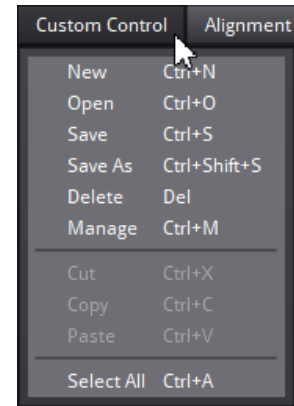 Custom Control Alignment
New Ctrl+N
Open Ctrl+O
Save Ctrl+S
Save As Ctrl+Shift+S
Delete Del
Manage Ctrl+M
Cut Ctrl+X
Copy Ctrl+C
Paste Ctrl+V
Select All Ctrl+A